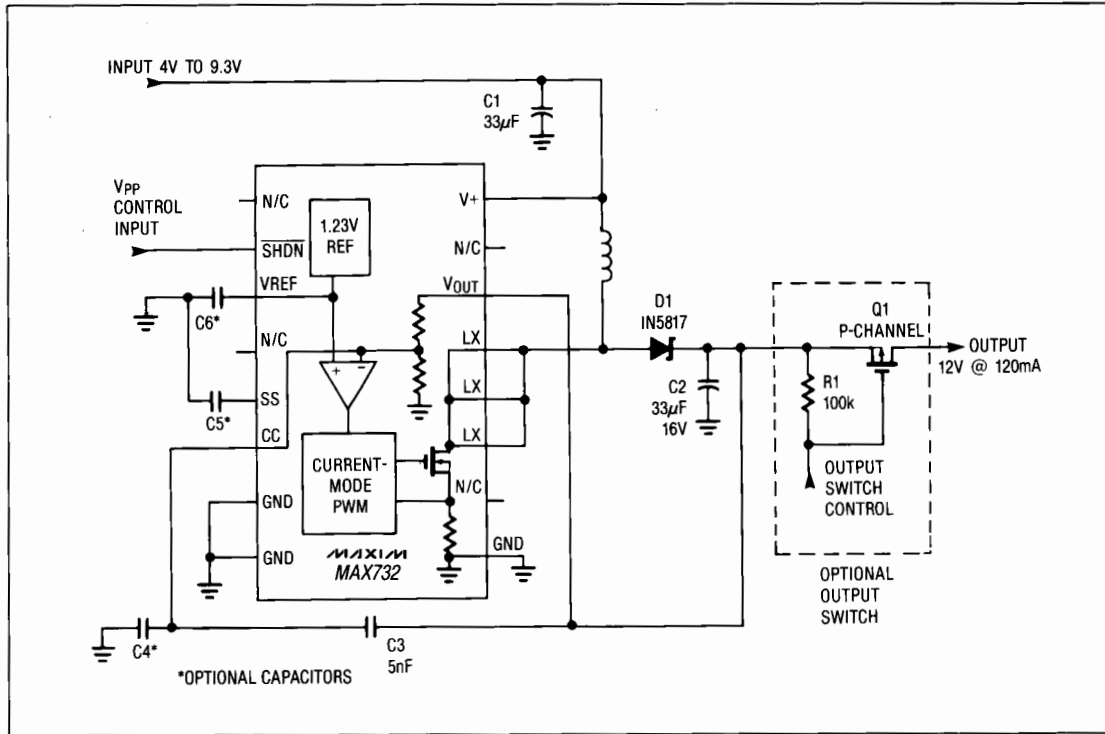 INPUT 4V TO 9.3V
C1
33µF
VPP
CONTROL
INPUT
N/C
1.23V
REF
V+
SHDN
N/C
VREF
VOUT
C6*
D1
IN5817
Q1
P-CHANNEL
N/C
LX
OUTPUT
12V @ 120mA
+ −
LX
C2
33µF
16V
R1
100k
C5*
SS
CC
LX
CURRENT-
MODE
PWM
N/C
OUTPUT
SWITCH
CONTROL
GND
GND
GND
MAXIM
MAX732
OPTIONAL
OUTPUT
SWITCH
C4*
C3
5nF
*OPTIONAL CAPACITORS